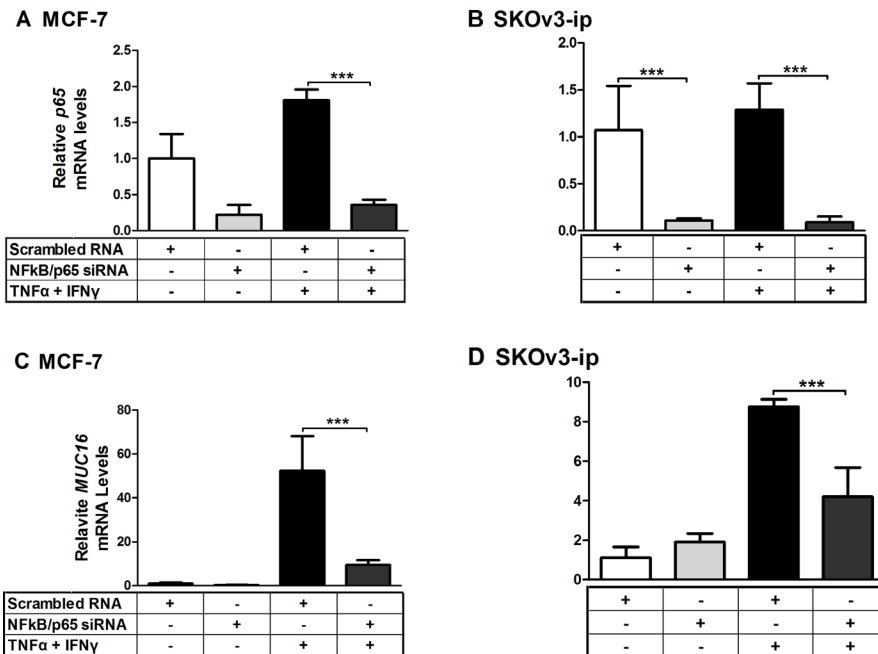 A MCF-7
Relative p65
mRNA levels
2.5
2.0
1.5
1.0
0.5
0.0
***
Scrambled RNA + - + -
NFkB/p65 siRNA - + - +
TNFα + IFNγ - - + +
B SKOv3-ip
2.0
1.5
1.0
0.5
0.0
*** ***
+ - + -
- + - +
- - + +
C MCF-7
Relavite MUC16
mRNA Levels
80
60
40
20
0
***
Scrambled RNA + - + -
NFkB/p65 siRNA - + - +
TNFα + IFNγ - - + +
D SKOv3-ip
10
8
6
4
2
0
***
+ - + -
- + - +
- - + +